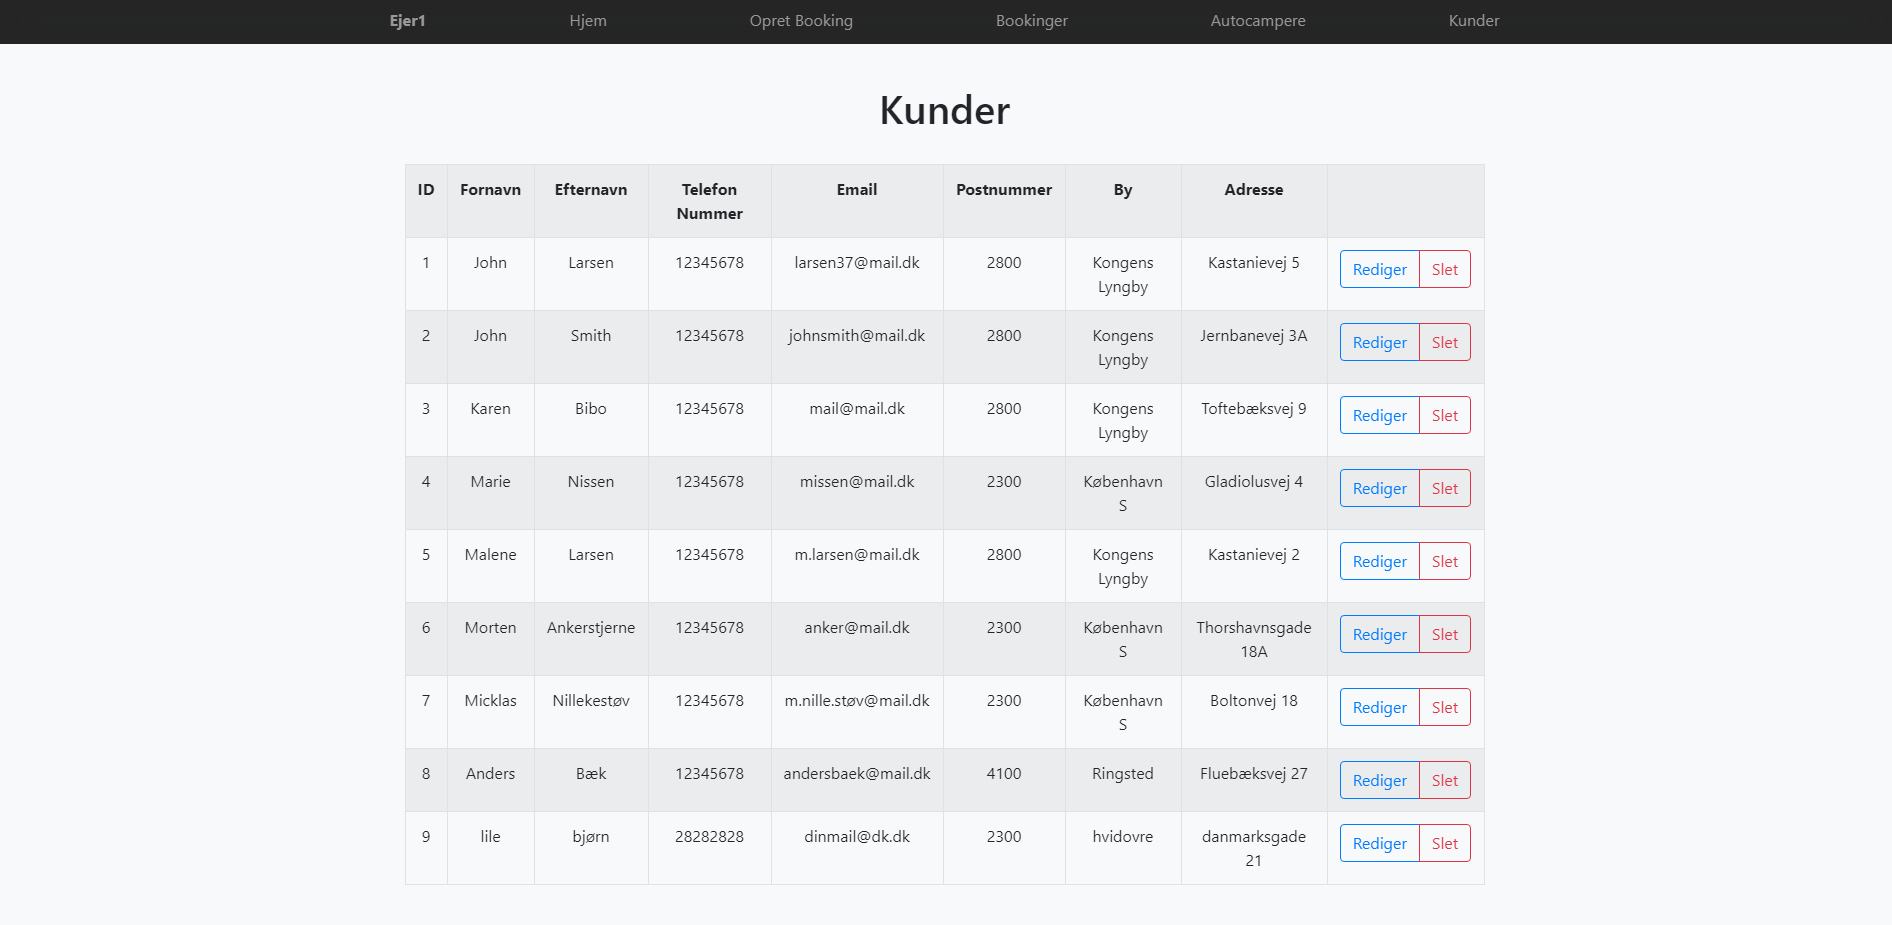 Ejer1 Hjem Opret Booking Bookinger Autocampere Kunder
Kunder
ID Fornavn Efternavn Telefon Nummer Email Postnummer By Adresse
1 John Larsen 12345678 larsen37@mail.dk 2800 Kongens Lyngby Kastanievej 5 Rediger Slet
2 John Smith 12345678 johnsmith@mail.dk 2800 Kongens Lyngby Jernbanevej 3A Rediger Slet
3 Karen Bibo 12345678 mail@mail.dk 2800 Kongens Lyngby Toftebæksvej 9 Rediger Slet
4 Marie Nissen 12345678 missen@mail.dk 2300 København S Gladiolusvej 4 Rediger Slet
5 Malene Larsen 12345678 m.larsen@mail.dk 2800 Kongens Lyngby Kastanievej 2 Rediger Slet
6 Morten Ankerstjerne 12345678 anker@mail.dk 2300 København S Thorshavnsgade 18A Rediger Slet
7 Micklas Nillekestøv 12345678 m.nille.støv@mail.dk 2300 København S Boltonvej 18 Rediger Slet
8 Anders Bæk 12345678 andersbaek@mail.dk 4100 Ringsted Fluebæksvej 27 Rediger Slet
9 lile bjørn 28282828 dinmail@dk.dk 2300 hvidovre danmarksgade 21 Rediger Slet